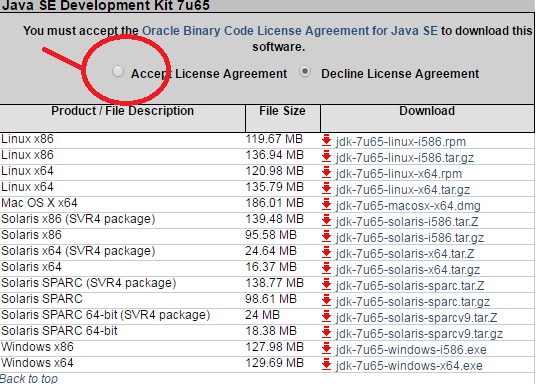 Java SE Development Kit 7u65
You must accept the Oracle Binary Code License Agreement for Java SE to download this
software.
Accept License Agreement Decline License Agreement
Product / File Description File Size Download
Linux x86 119.67 MB jdk-7u65-linux-i586.rpm
Linux x86 136.94 MB jdk-7u65-linux-i586.tar.gz
Linux x64 120.98 MB jdk-7u65-linux-x64.rpm
Linux x64 135.79 MB jdk-7u65-linux-x64.tar.gz
Mac OS X x64 186.01 MB jdk-7u65-macosx-x64.dmg
Solaris x86 (SVR4 package) 139.48 MB jdk-7u65-solaris-i586.tar.Z
Solaris x86 95.58 MB jdk-7u65-solaris-i586.tar.gz
Solaris x64 (SVR4 package) 24.64 MB jdk-7u65-solaris-x64.tar.Z
Solaris x64 16.37 MB jdk-7u65-solaris-x64.tar.gz
Solaris SPARC (SVR4 package) 138.77 MB jdk-7u65-solaris-sparc.tar.Z
Solaris SPARC 98.61 MB jdk-7u65-solaris-sparc.tar.gz
Solaris SPARC 64-bit (SVR4 package) 24 MB jdk-7u65-solaris-sparcv9.tar.Z
Solaris SPARC 64-bit 18.38 MB jdk-7u65-solaris-sparcv9.tar.gz
Windows x86 127.98 MB jdk-7u65-windows-i586.exe
Windows x64 129.69 MB jdk-7u65-windows-x64.exe
Back to top